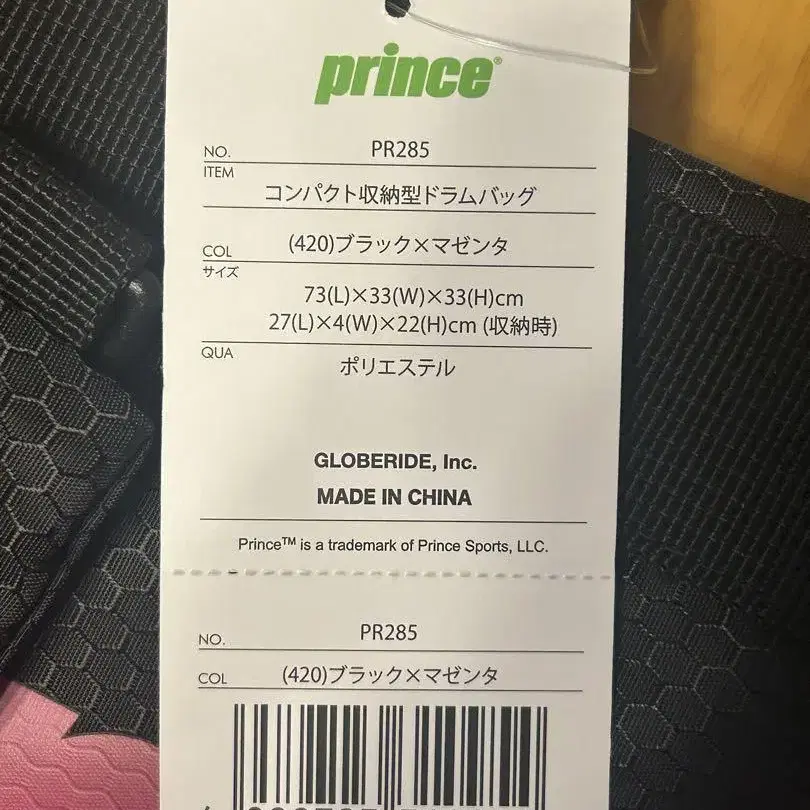 prince®
NO. PR285
ITEM
コンパクト収納型ドラムバッグ
COL (420)ブラック×マゼンタ
サイズ
73(L)×33(W)×33(H)cm
27(L)×4(W)×22(H)cm (収納時)
QUA
ポリエステル
GLOBERIDE, Inc.
MADE IN CHINA
Prince™ is a trademark of Prince Sports, LLC.
NO. PR285
COL (420)ブラック×マゼンタ